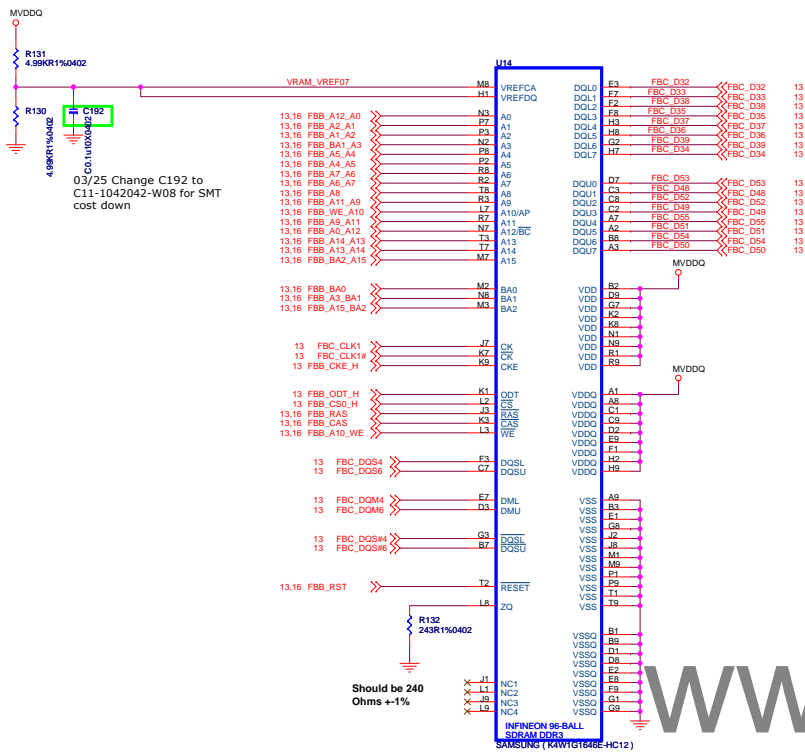 MVDDQ
R131
4.99KR1%0402
R130
4.99KR1%0402
C192
C0.1u10X0402
VRAM_VREF07
03/25 Change C192 to
C11-1042042-W08 for SMT
cost down
U14
13,16 FBB_A12_A0
13,16 FBB_A2_A1
13,16 FBB_A1_A2
13,16 FBB_BA1_A3
13,16 FBB_A5_A4
13,16 FBB_A4_A5
13,16 FBB_A7_A6
13,16 FBB_A6_A7
13,16 FBB_A8
13,16 FBB_A11_A9
13,16 FBB_WE_A10
13,16 FBB_A9_A11
13,16 FBB_A0_A12
13,16 FBB_A14_A13
13,16 FBB_A13_A14
13,16 FBB_BA2_A15
13,16 FBB_BA0
13,16 FBB_A3_BA1
13,16 FBB_A15_BA2
13 FBC_CLK1
13 FBC_CLK1#
13 FBB_CKE_H
13 FBB_ODT_H
13 FBB_CS0_H
13,16 FBB_RAS
13,16 FBB_CAS
13,16 FBB_A10_WE
13 FBC_DQS4
13 FBC_DQS6
13 FBC_DQM4
13 FBC_DQM6
13 FBC_DQS#4
13 FBC_DQS#6
13,16 FBB_RST
R132
243R1%0402
Should be 240
Ohms +-1%
M8 VREFCA
H1 VREFDQ
N3 A0
P7 A1
P3 A2
N2 A3
P8 A4
P2 A5
R8 A6
R2 A7
T8 A8
R3 A9
L7 A10/AP
R7 A11
N7 A12/BC
T3 A13
T7 A14
M7 A15
M2 BA0
N8 BA1
M3 BA2
J7 CK
K7 CK
K9 CKE
K1 ODT
L2 CS
J3 RAS
K3 CAS
L3 WE
F3 DQSL
C7 DQSU
E7 DML
D3 DMU
G3 DQSL
B7 DQSU
T2 RESET
L8 ZQ
J1 NC1
L1 NC2
J9 NC3
L9 NC4
DQL0 E3 FBC_D32 FBC_D32 13
DQL1 F7 FBC_D33 FBC_D33 13
DQL2 F2 FBC_D38 FBC_D38 13
DQL3 F8 FBC_D35 FBC_D35 13
DQL4 H3 FBC_D37 FBC_D37 13
DQL5 H8 FBC_D36 FBC_D36 13
DQL6 G2 FBC_D39 FBC_D39 13
DQL7 H7 FBC_D34 FBC_D34 13
DQU0 D7 FBC_D53 FBC_D53 13
DQU1 C3 FBC_D48 FBC_D48 13
DQU2 C8 FBC_D52 FBC_D52 13
DQU3 C2 FBC_D49 FBC_D49 13
DQU4 A7 FBC_D55 FBC_D55 13
DQU5 A2 FBC_D51 FBC_D51 13
DQU6 B8 FBC_D54 FBC_D54 13
DQU7 A3 FBC_D50 FBC_D50 13
MVDDQ
VDD B2
VDD D9
VDD G7
VDD K2
VDD K8
VDD N1
VDD N9
VDD R1
VDD R9
MVDDQ
VDDQ A1
VDDQ A8
VDDQ C1
VDDQ C9
VDDQ D2
VDDQ E9
VDDQ F1
VDDQ H2
VDDQ H9
VSS A9
VSS B3
VSS E1
VSS G8
VSS J2
VSS J8
VSS M1
VSS M9
VSS P1
VSS P9
VSS T1
VSS T9
VSSQ B1
VSSQ B9
VSSQ D1
VSSQ D8
VSSQ E2
VSSQ E8
VSSQ F9
VSSQ G1
VSSQ G9
INFINEON 96-BALL
SDRAM DDR3
SAMSUNG ( K4W1G1646E-HC12 )